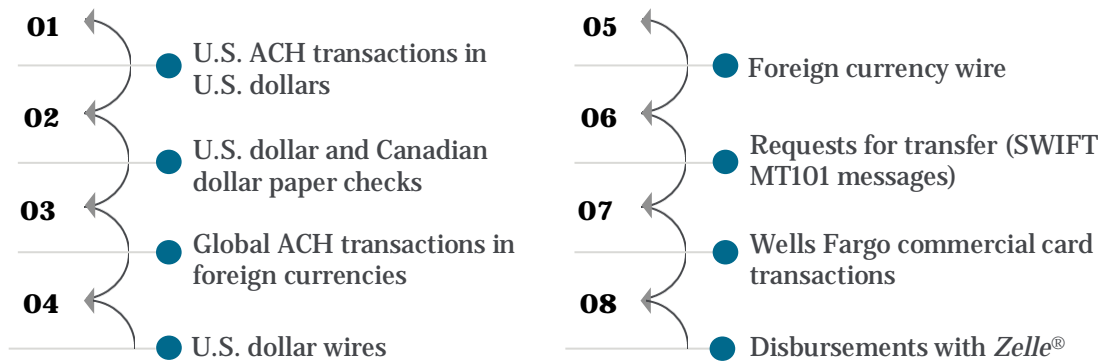 01
U.S. ACH transactions in
U.S. dollars
02
U.S. dollar and Canadian
dollar paper checks
03
Global ACH transactions in
foreign currencies
04
U.S. dollar wires
05
Foreign currency wire
06
Requests for transfer (SWIFT
MT101 messages)
07
Wells Fargo commercial card
transactions
08
Disbursements with Zelle®